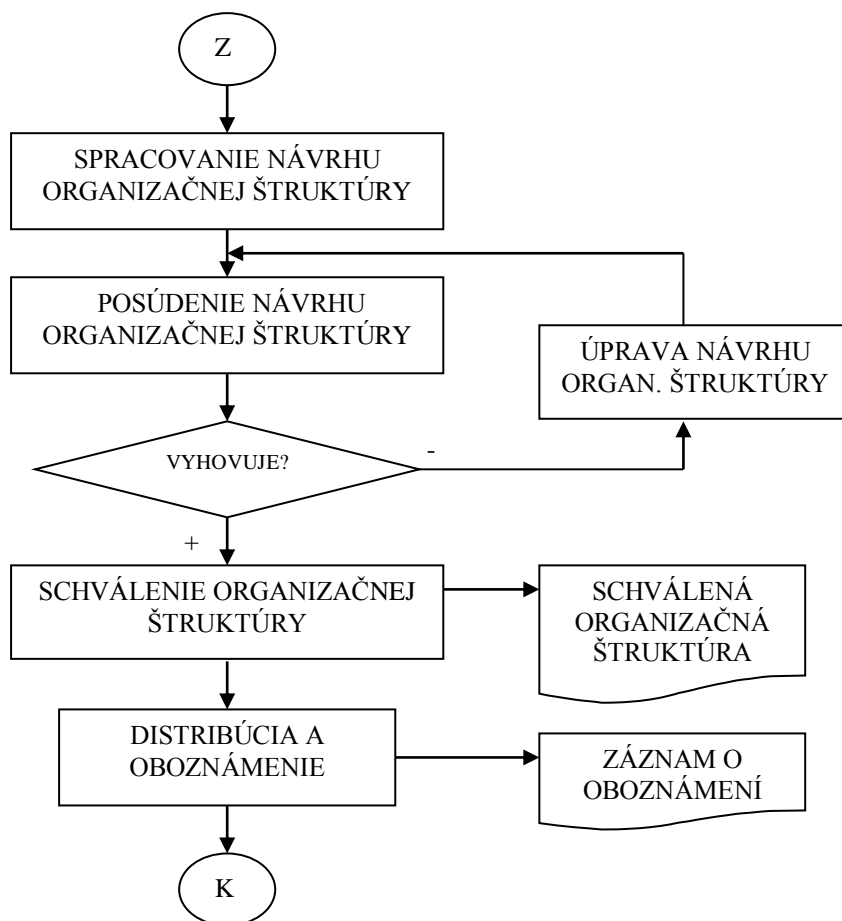 Z
SPRACOVANIE NÁVRHU
ORGANIZAČNEJ ŠTRUKTÚRY
POSÚDENIE NÁVRHU
ORGANIZAČNEJ ŠTRUKTÚRY
ÚPRAVA NÁVRHU
ORGAN. ŠTRUKTÚRY
VYHOVUJE?
-
+
SCHVÁLENIE ORGANIZAČNEJ
ŠTRUKTÚRY
SCHVÁLENÁ
ORGANIZAČNÁ
ŠTRUKTÚRA
DISTRIBÚCIA A
OBOZNÁMENIE
ZÁZNAM O
OBOZNÁMENÍ
K